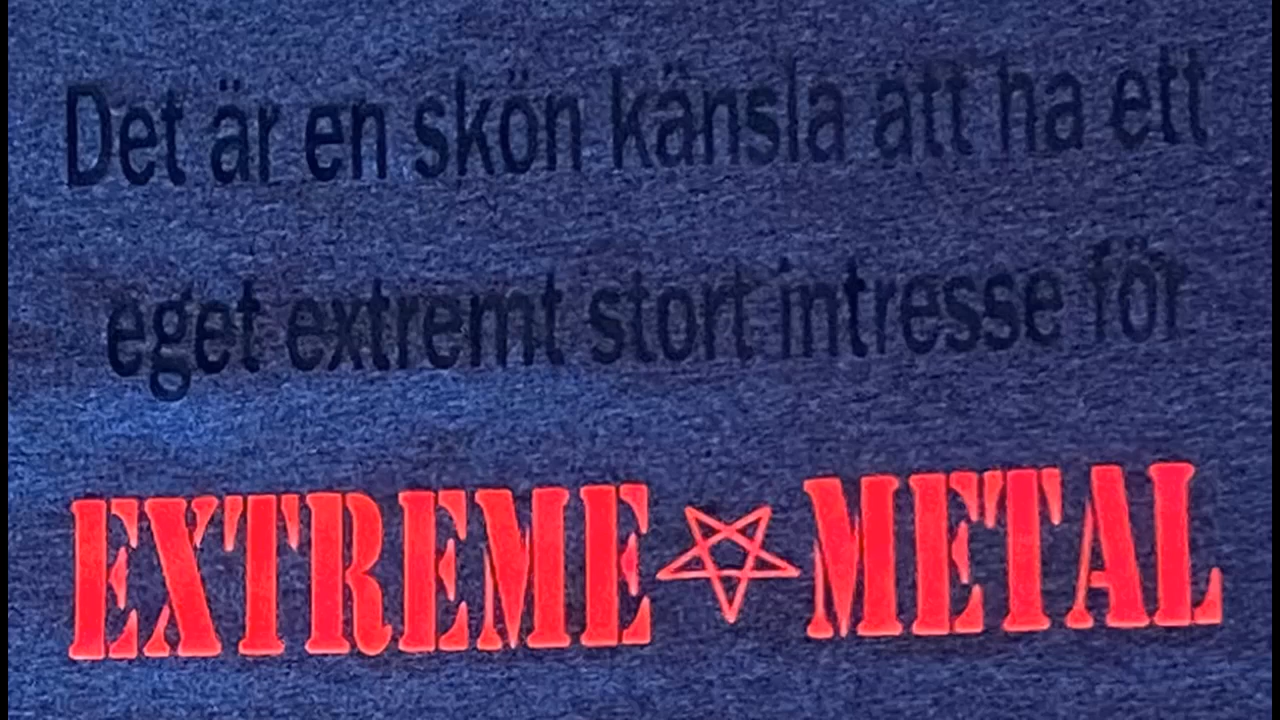 Det är en skön känsla att ha ett
eget extremt stort intresse för
EXTREME METAL